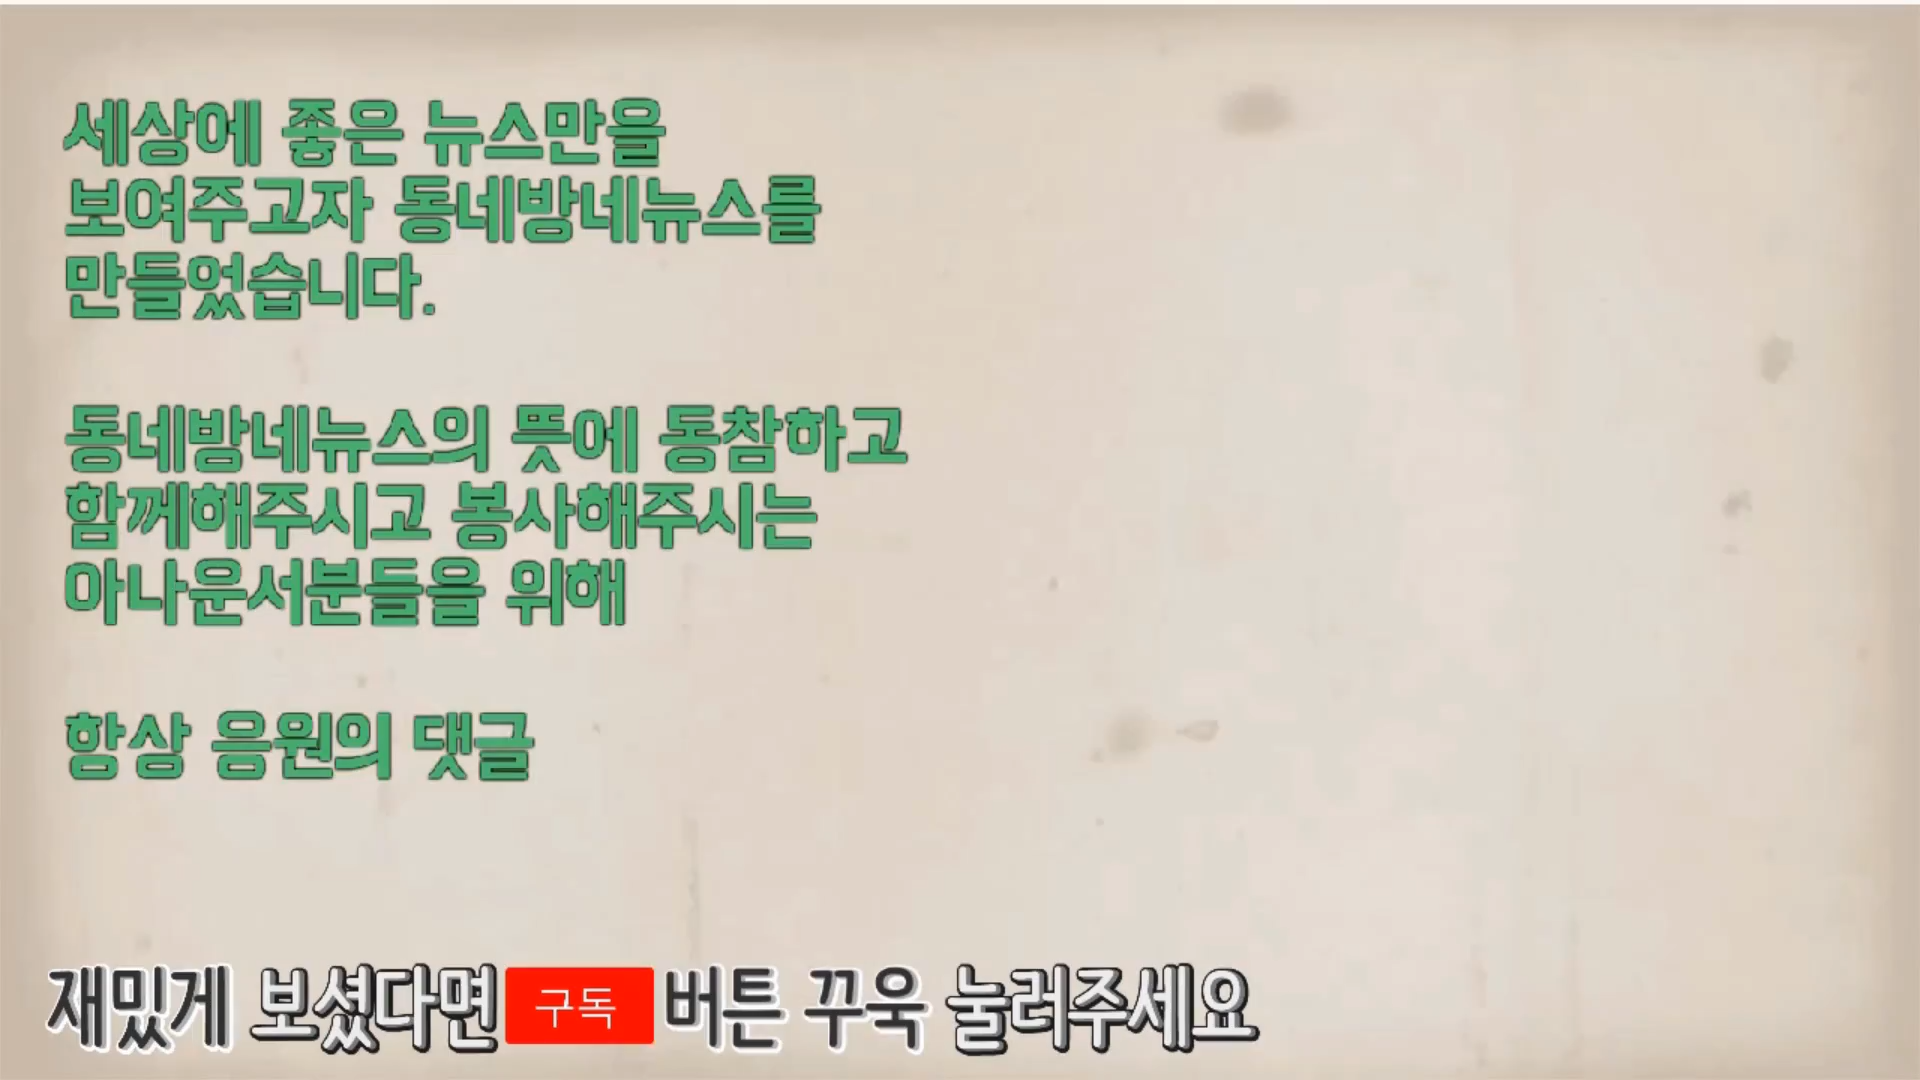 세상에 좋은 뉴스만을
보여주고자 동네방네뉴스를
만들었습니다.
동네방네뉴스의 뜻에 동참하고
함께해주시고 봉사해주시는
아나운서분들을 위해
항상 응원의 댓글
재밌게 보셨다면 구독 버튼 꾸욱 눌러주세요